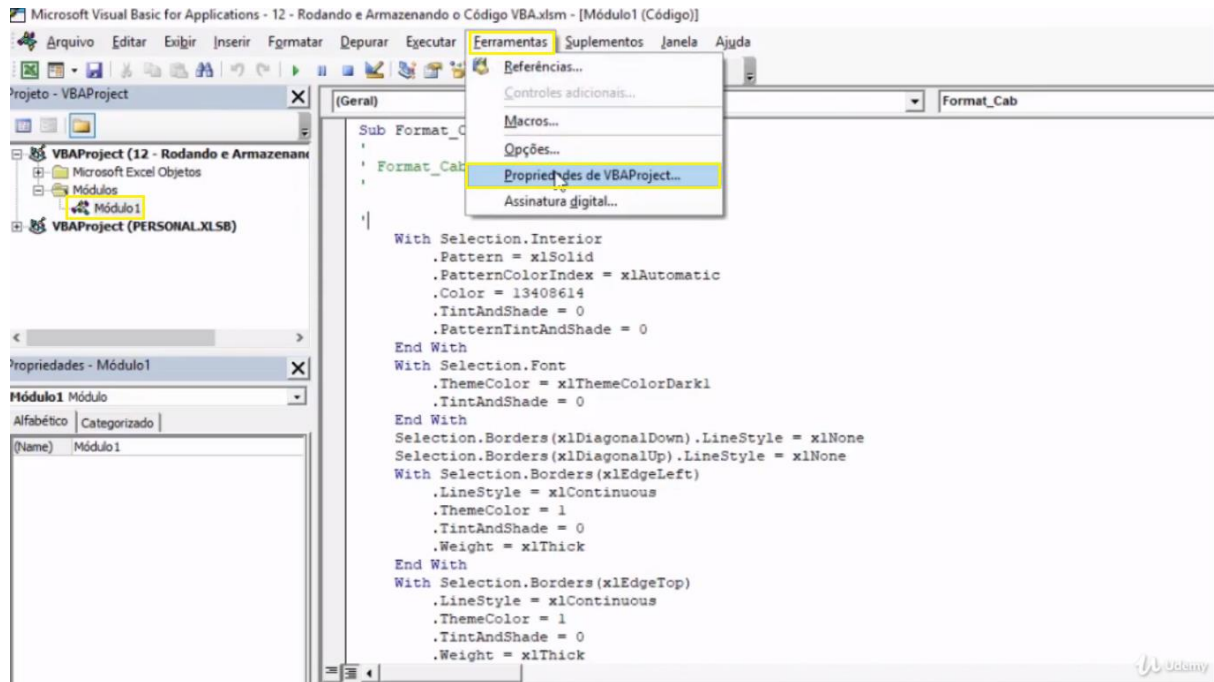 Microsoft Visual Basic for Applications - 12 - Rodando e Armazenando o Código VBA.xlsm - [Módulo1 (Código)]
Arquivo Editar Exibir Inserir Formatar Depurar Executar Ferramentas Suplementos Janela Ajuda
Referências...
Controles adicionais...
Macros...
Opções...
Propriedades de VBAProject...
Assinatura digital...
Projeto - VBAProject
VBAProject (12 - Rodando e Armazenand
Microsoft Excel Objetos
Módulos
Módulo1
VBAProject (PERSONAL.XLSB)
Propriedades - Módulo1
Módulo1 Módulo
Alfabético Categorizado
(Name) Módulo1
(Geral) Format_Cab
Sub Format_C
'
' Format_Cab
'
'
With Selection.Interior
.Pattern = xlSolid
.PatternColorIndex = xlAutomatic
.Color = 13408614
.TintAndShade = 0
.PatternTintAndShade = 0
End With
With Selection.Font
.ThemeColor = xlThemeColorDark1
.TintAndShade = 0
End With
Selection.Borders(xlDiagonalDown).LineStyle = xlNone
Selection.Borders(xlDiagonalUp).LineStyle = xlNone
With Selection.Borders(xlEdgeLeft)
.LineStyle = xlContinuous
.ThemeColor = 1
.TintAndShade = 0
.Weight = xlThick
End With
With Selection.Borders(xlEdgeTop)
.LineStyle = xlContinuous
.ThemeColor = 1
.TintAndShade = 0
.Weight = xlThick
Udemy